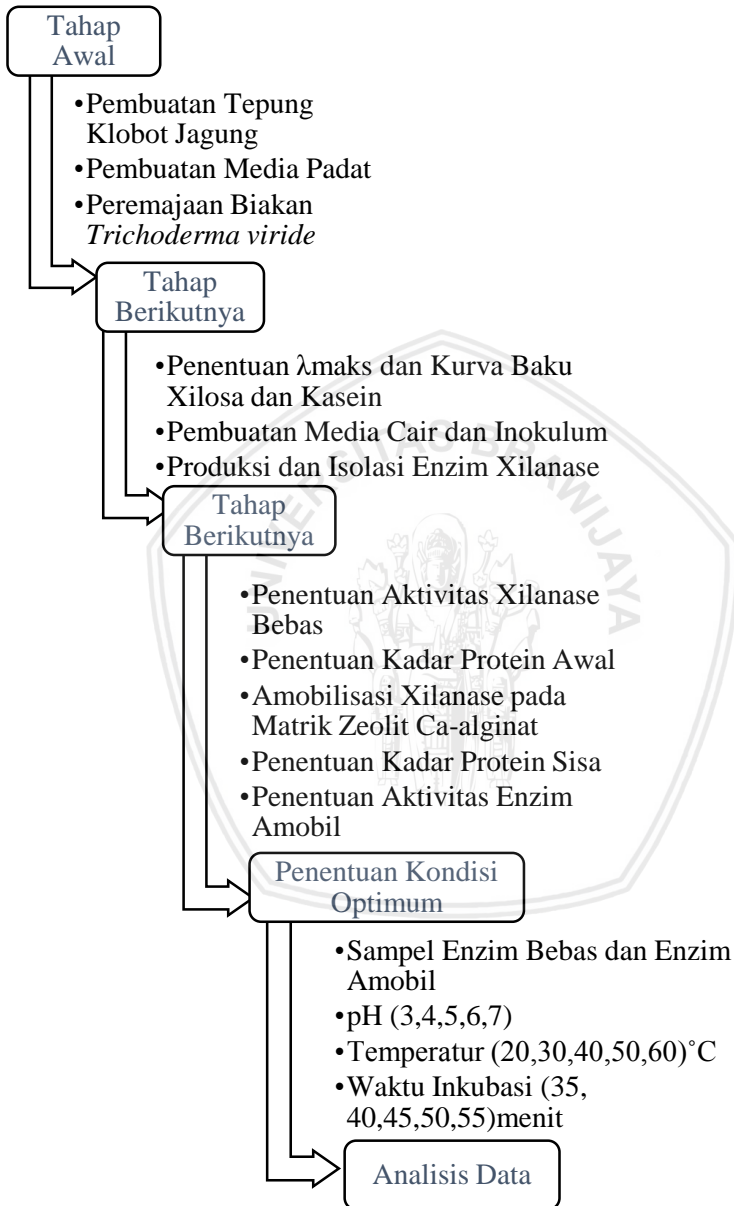 Tahap
Awal
•Pembuatan Tepung
Klobot Jagung
•Pembuatan Media Padat
•Peremajaan Biakan
Trichoderma viride
Tahap
Berikutnya
•Penentuan λmaks dan Kurva Baku
Xilosa dan Kasein
•Pembuatan Media Cair dan Inokulum
•Produksi dan Isolasi Enzim Xilanase
Tahap
Berikutnya
•Penentuan Aktivitas Xilanase
Bebas
•Penentuan Kadar Protein Awal
•Amobilisasi Xilanase pada
Matrik Zeolit Ca-alginat
•Penentuan Kadar Protein Sisa
•Penentuan Aktivitas Enzim
Amobil
Penentuan Kondisi
Optimum
•Sampel Enzim Bebas dan Enzim
Amobil
•pH (3,4,5,6,7)
•Temperatur (20,30,40,50,60)˚C
•Waktu Inkubasi (35,
40,45,50,55)menit
Analisis Data
UNIVERSITAS BRAWIJAYA